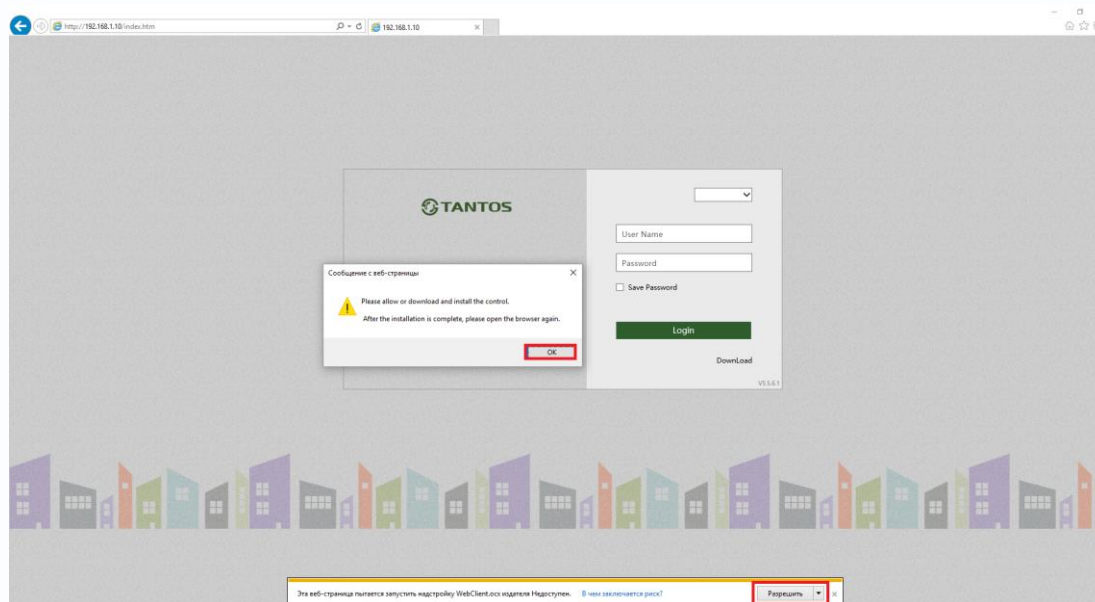 http://192.168.1.10/index.htm
192.168.1.10
TANTOS
User Name
Password
Save Password
Login
DownLoad
V5.5.6.1
Сообщение с веб-страницы
Please allow or download and install the control.
After the installation is complete, please open the browser again.
OK
Эта веб-страница пытается запустить надстройку WebClient.ocx издателя Недоступен. В чем заключается риск? Разрешить